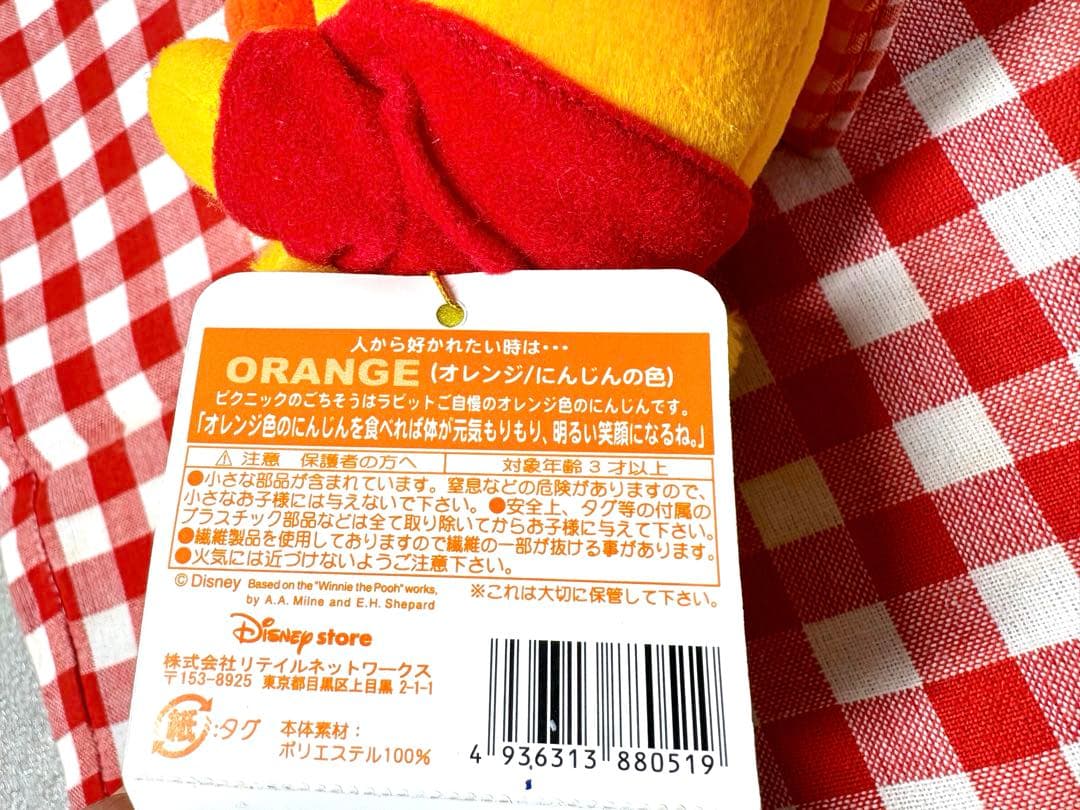 人から好かれたい時は・・・
ORANGE (オレンジ/にんじんの色)
ピクニックのごちそうはラビットご自慢のオレンジ色のにんじんです。
「オレンジ色のにんじんを食べれば体が元気もりもり、明るい笑顔になるね。」
⚠ 注意 保護者の方へ 対象年齢 3 才以上
●小さな部品が含まれています。窒息などの危険がありますので、
小さなお子様には与えないで下さい。●安全上、タグ等の付属の
プラスチック部品などは全て取り除いてからお子様に与えて下さい。
●繊維製品を使用しておりますので繊維の一部が抜ける事があります。
●火気には近づけないようご注意下さい。
© Disney Based on the "Winnie the Pooh" works,
by A.A. Milne and E.H. Shepard
※これは大切に保管して下さい。
Disney store
株式会社リテイルネットワークス
〒153-8925 東京都目黒区上目黒 2-1-1
紙:タグ
本体素材:
ポリエステル100%
4 936313 880519